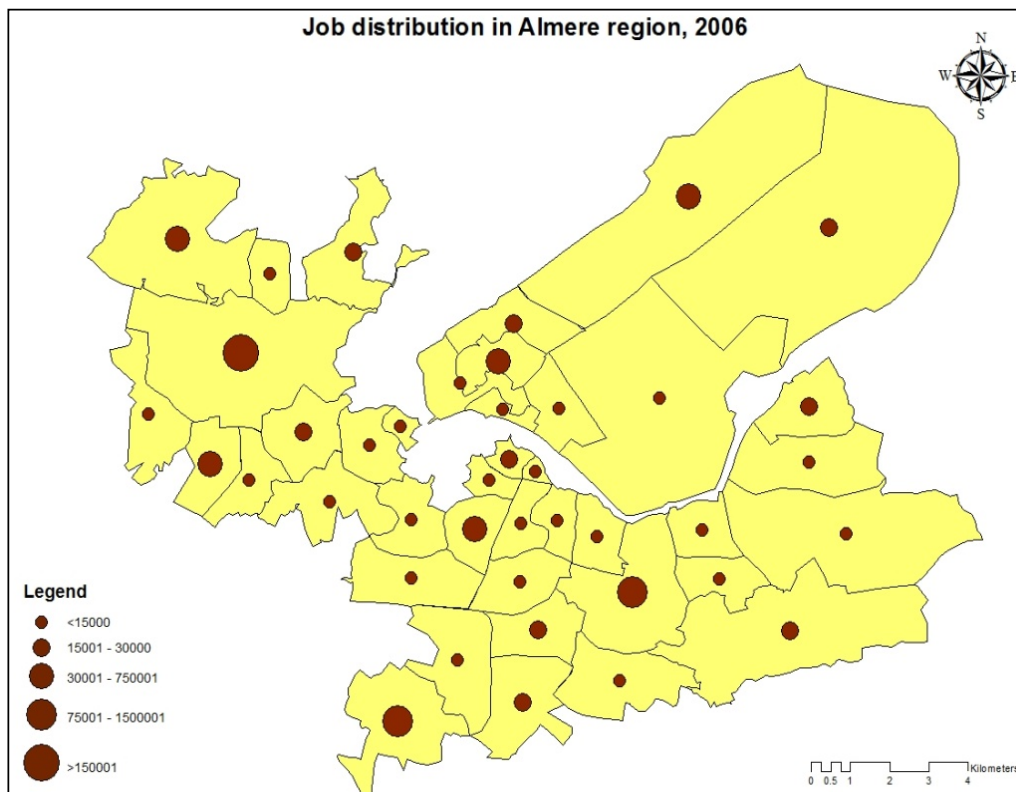 Job distribution in Almere region, 2006
N
W E
S
Legend
<15000
15001 - 30000
30001 - 750001
75001 - 1500001
>150001
Kilometers
0 0.5 1 2 3 4